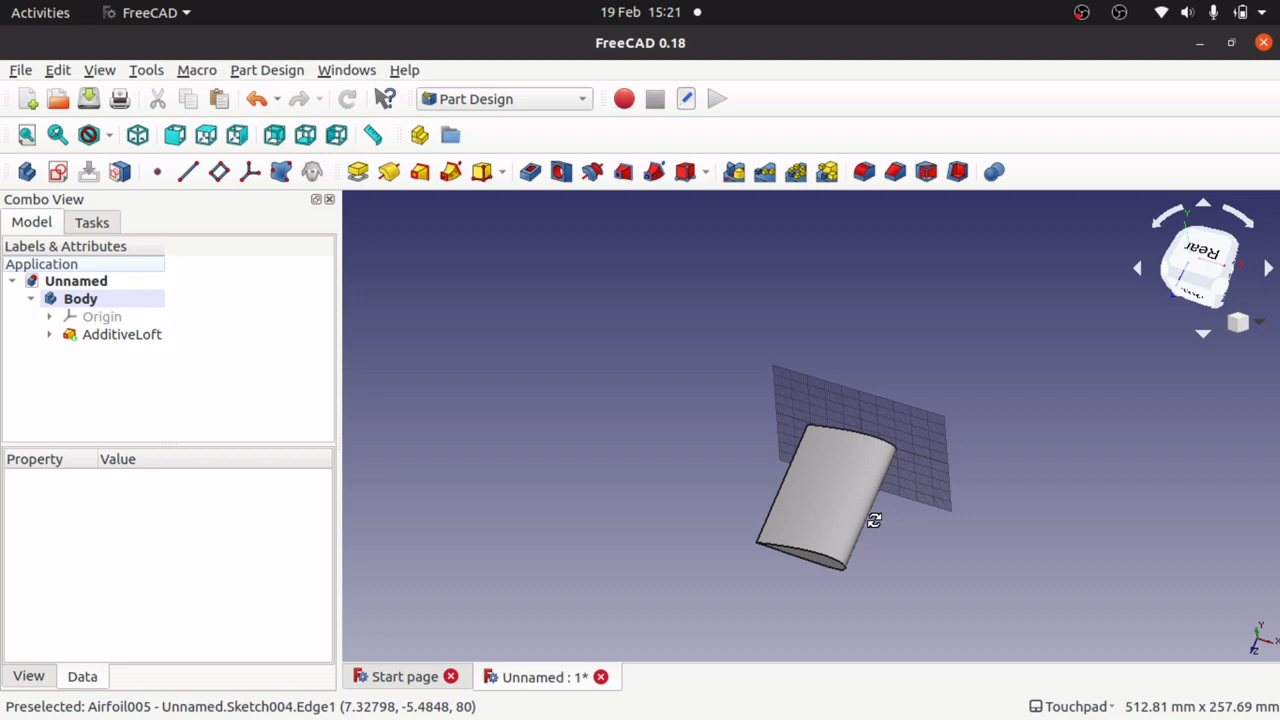 Activities FreeCAD 19 Feb 15:21
FreeCAD 0.18
File Edit View Tools Macro Part Design Windows Help
Part Design
Combo View
Model Tasks
Labels & Attributes
Application
Unnamed
Body
Origin
AdditiveLoft
Property Value
Y
Rear
Y
X
Z
View Data
Start page Unnamed : 1*
Preselected: Airfoil005 - Unnamed.Sketch004.Edge1 (7.32798, -5.4848, 80) Touchpad 512.81 mm x 257.69 mm